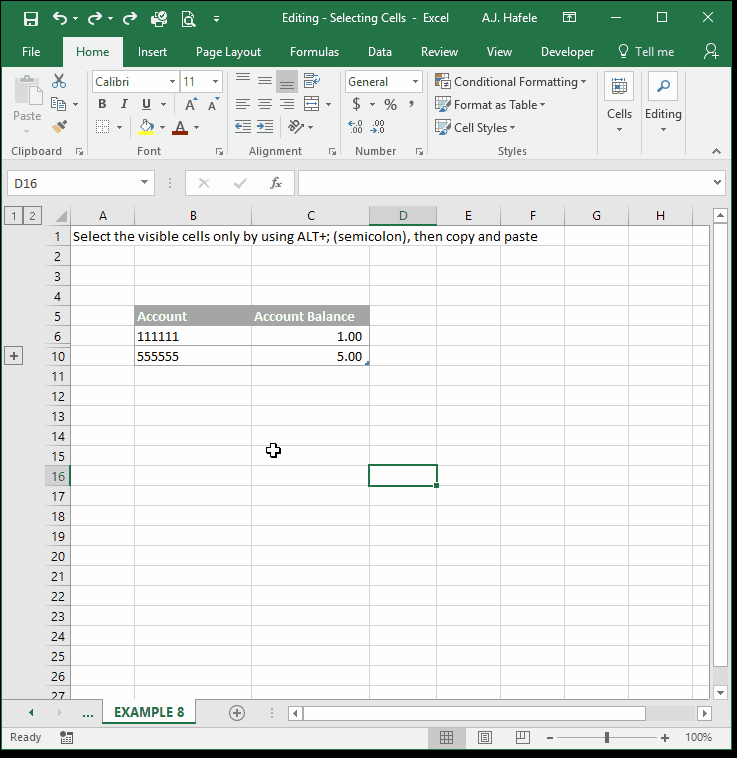 Editing - Selecting Cells - Excel A.J. Hafele
File Home Insert Page Layout Formulas Data Review View Developer Tell me
Paste Calibri 11 General Conditional Formatting
B I U A A $ % , Format as Table Cells Editing
A .00 .00 Cell Styles
Clipboard Font Alignment Number Styles
D16 fx
1 2 A B C D E F G H
1 Select the visible cells only by using ALT+; (semicolon), then copy and paste
2
3
4
5 Account Account Balance
6 111111 1.00
10 555555 5.00
11
12
13
14
15
16
17
18
19
20
21
22
23
24
25
26
27
... EXAMPLE 8
Ready 100%